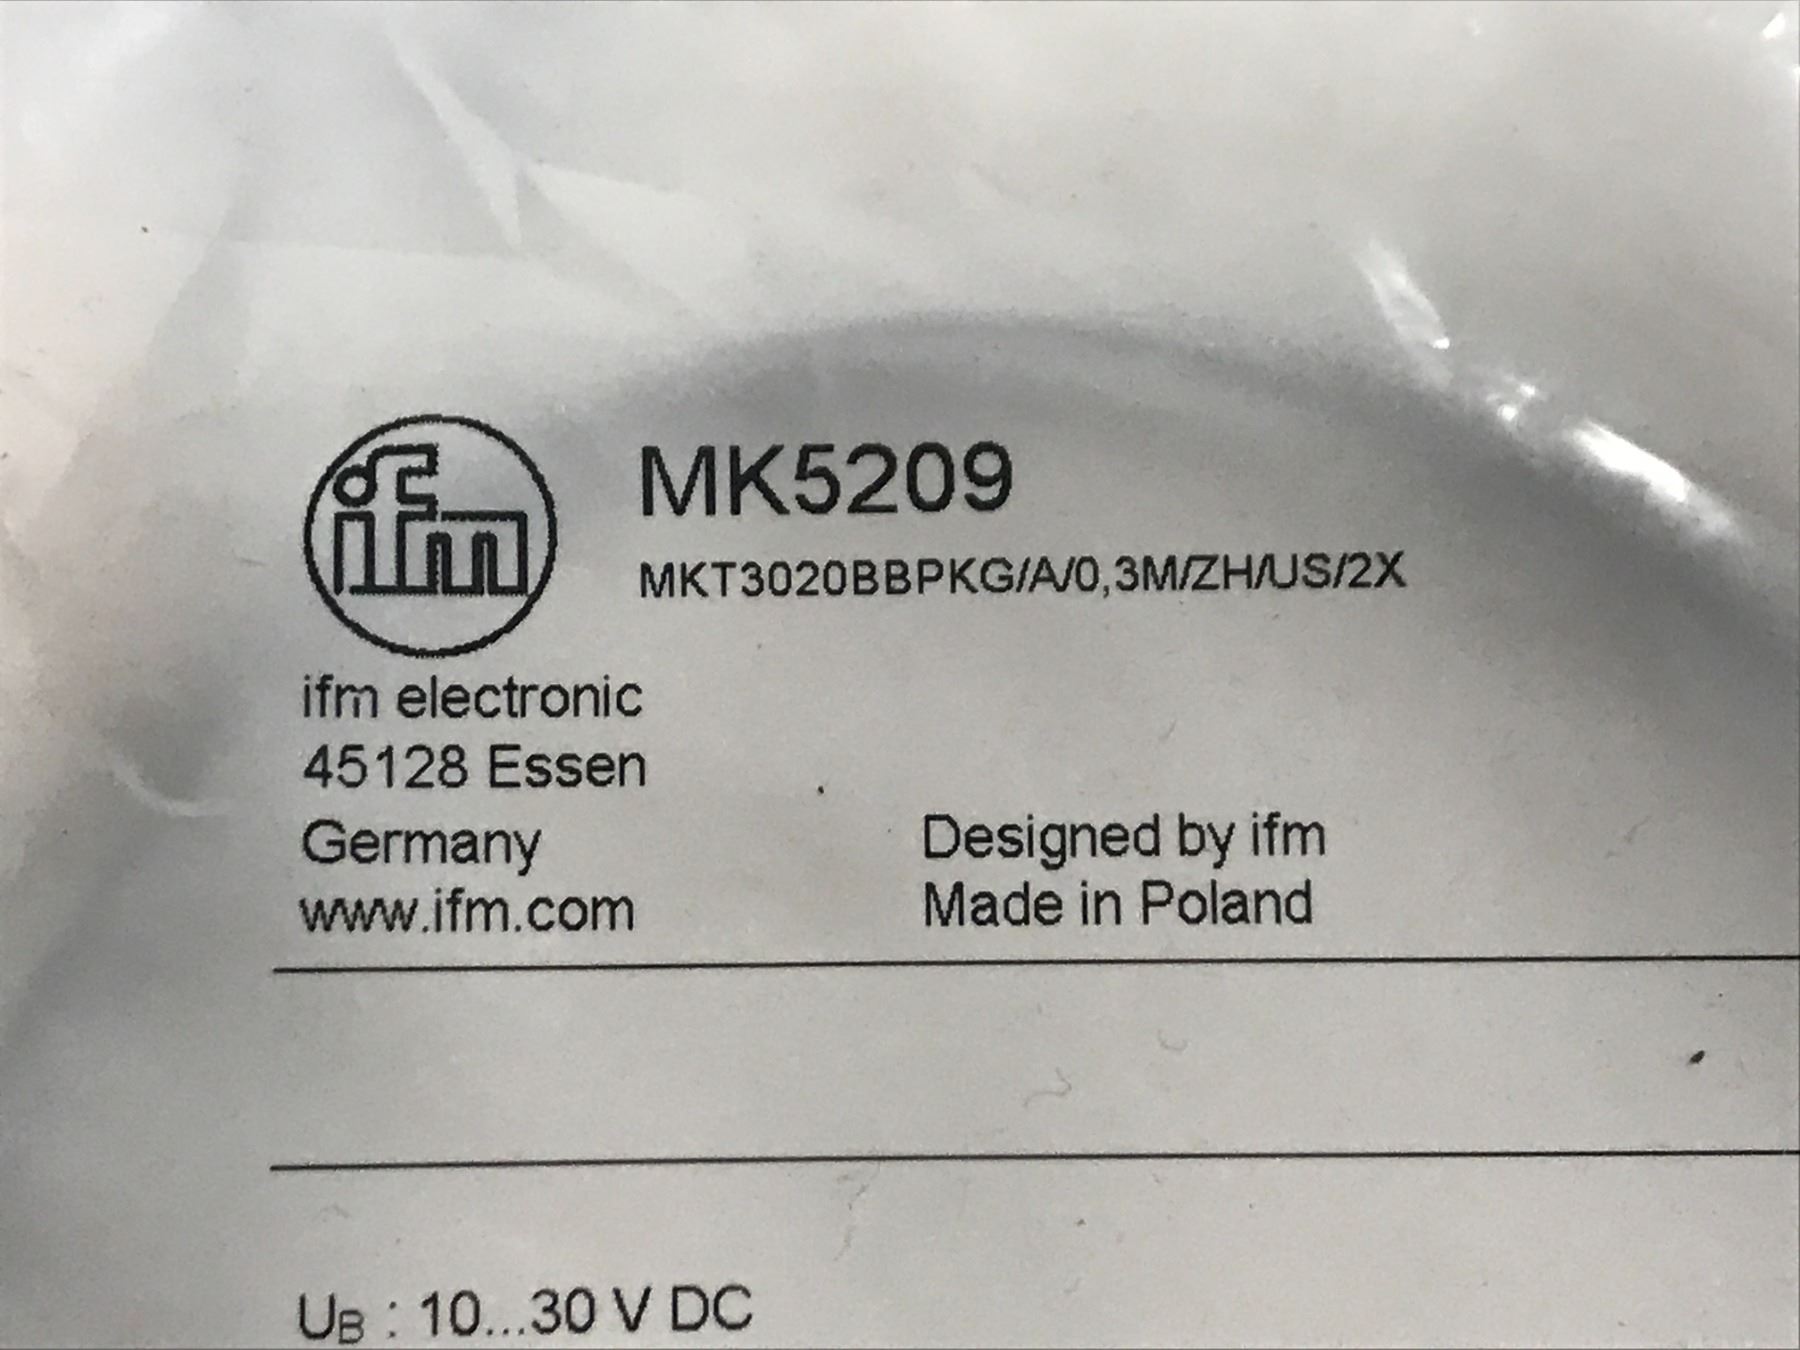 ifm
MK5209
MKT3020BBPKG/A/0,3M/ZH/US/2X
ifm electronic
45128 Essen
Germany
www.ifm.com
Designed by ifm
Made in Poland
UB : 10...30 V DC